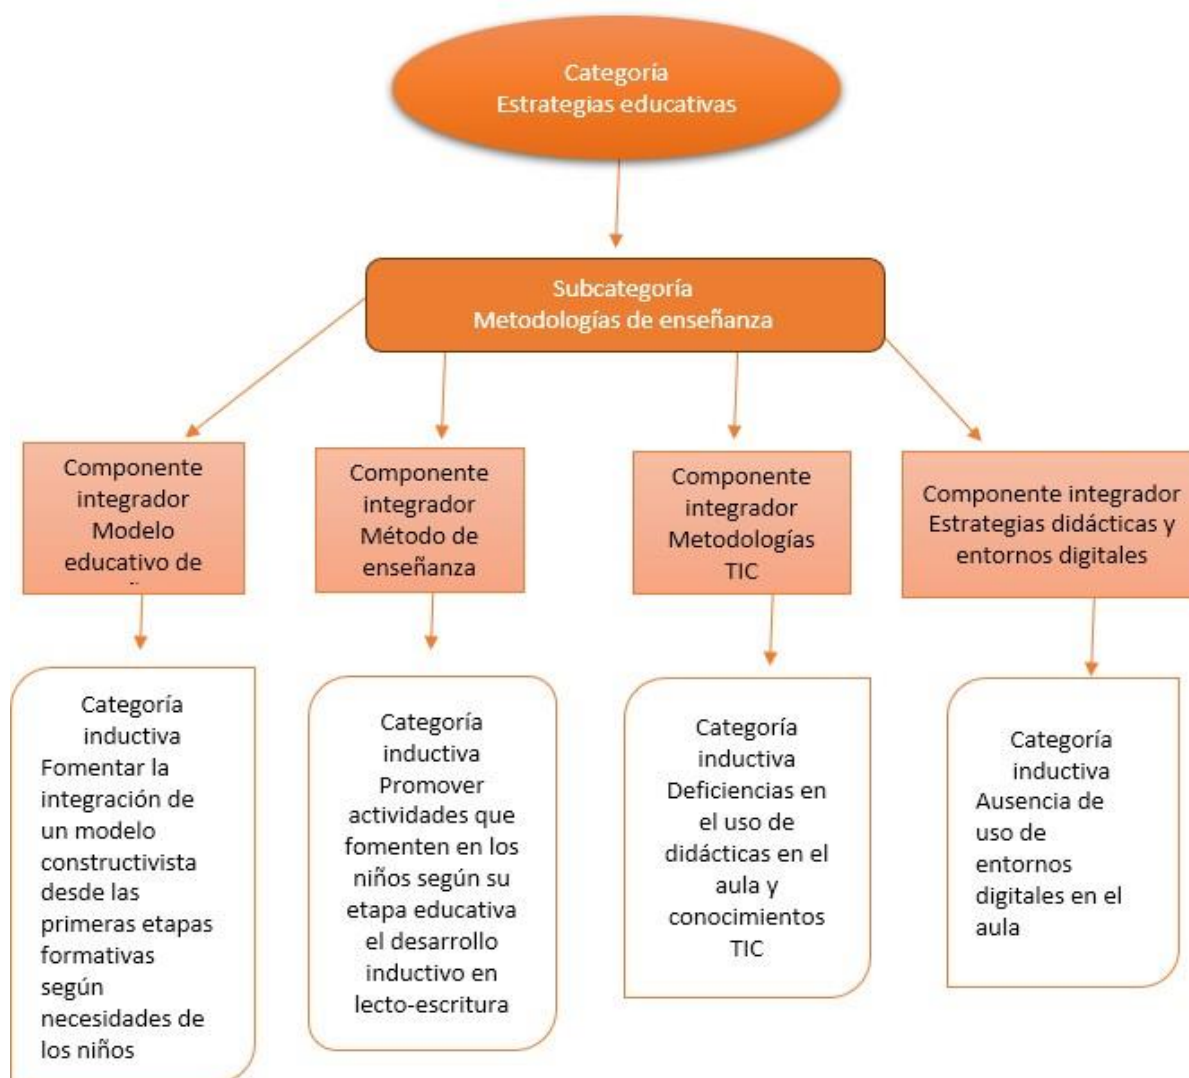 Categoría
Estrategias educativas
Subcategoría
Metodologías de enseñanza
Componente
integrador
Modelo
educativo de
Componente
integrador
Método de
enseñanza
Componente
integrador
Metodologías
TIC
Componente integrador
Estrategias didácticas y
entornos digitales
Categoría
inductiva
Fomentar la
integración de
un modelo
constructivista
desde las
primeras etapas
formativas
según
necesidades de
los niños
Categoría
inductiva
Promover
actividades que
fomenten en los
niños según su
etapa educativa
el desarrollo
inductivo en
lecto-escritura
Categoría
inductiva
Deficiencias en
el uso de
didácticas en el
aula y
conocimientos
TIC
Categoría
inductiva
Ausencia de
uso de
entornos
digitales en el
aula